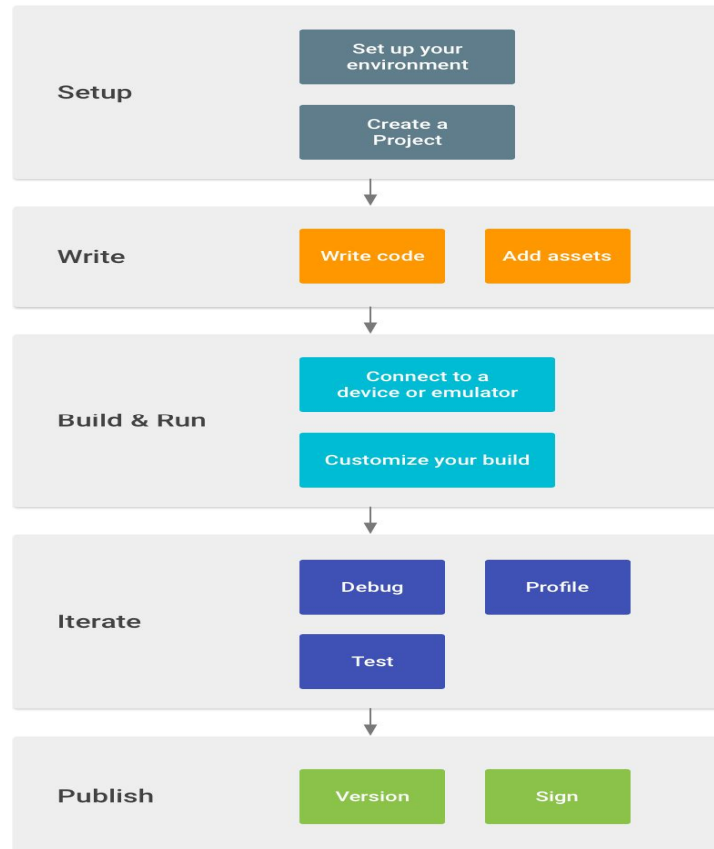 Setup
Set up your
environment
Create a
Project
Write
Write code
Add assets
Build & Run
Connect to a
device or emulator
Customize your build
Iterate
Debug
Profile
Test
Publish
Version
Sign